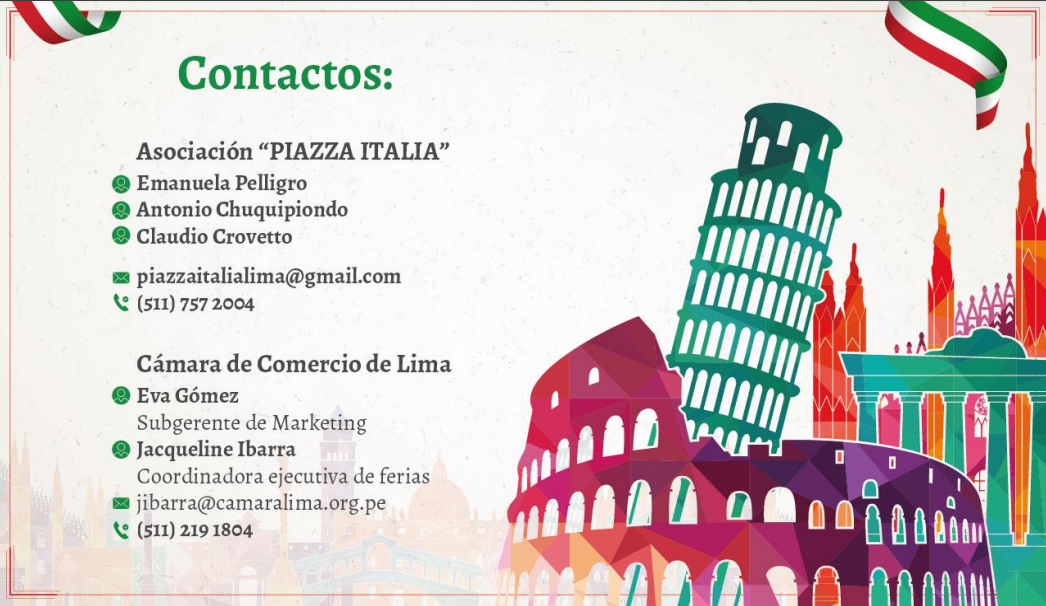 Contactos:
Asociación “PIAZZA ITALIA”
Emanuela Pelligro
Antonio Chuquipiondo
Claudio Crovetto
piazzaitalialima@gmail.com
(511) 757 2004
Cámara de Comercio de Lima
Eva Gómez
Subgerente de Marketing
Jacqueline Ibarra
Coordinadora ejecutiva de ferias
jibarra@camaralima.org.pe
(511) 219 1804